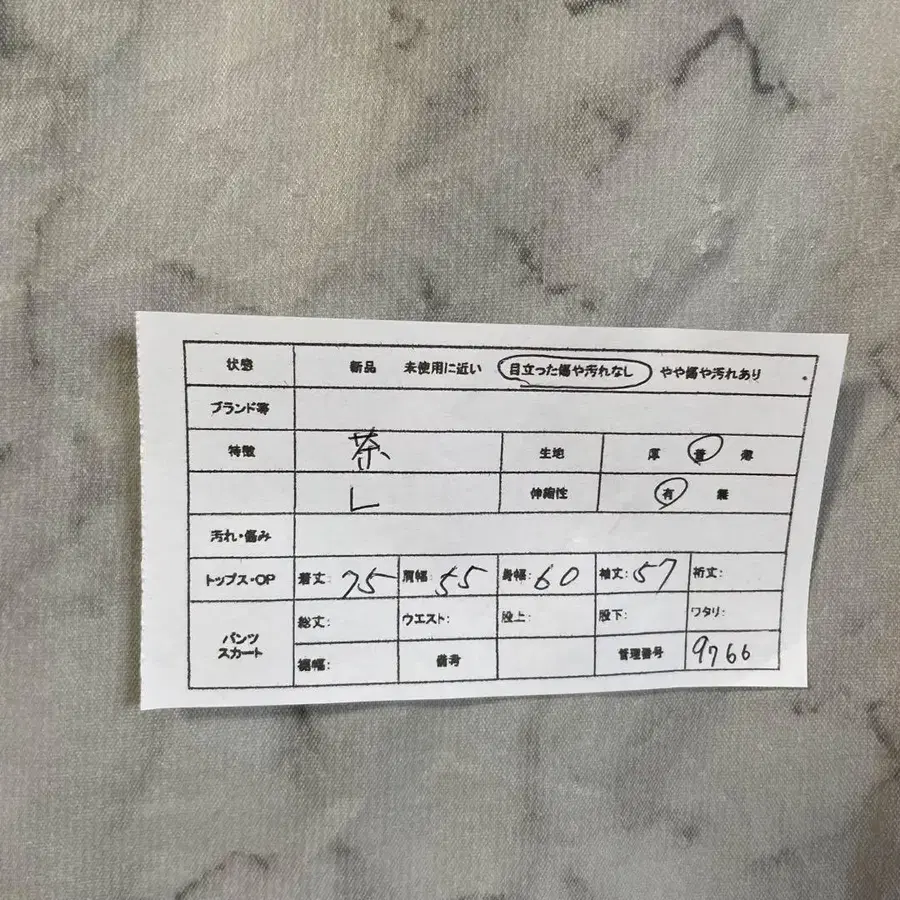 状態 新品 未使用に近い 目立った傷や汚れなし やや傷や汚れあり
ブランド等
特徴 茶 生地 厚 普 薄
L 伸縮性 有 無
汚れ・傷み
トップス・OP 着丈: 75 肩幅: 55 身幅: 60 袖丈: 57 裄丈:
パンツ 総丈: ウエスト: 股上: 股下: ワタリ:
スカート 裾幅: 備考 管理番号 9766